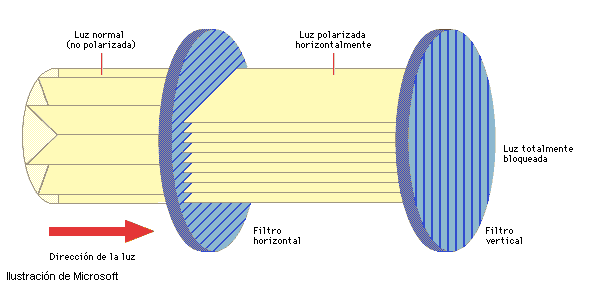 Luz normal
(no polarizada)
Luz polarizada
horizontalmente
Luz totalmente
bloqueada
Filtro
horizontal
Filtro
vertical
Dirección de la luz
Ilustración de Microsoft